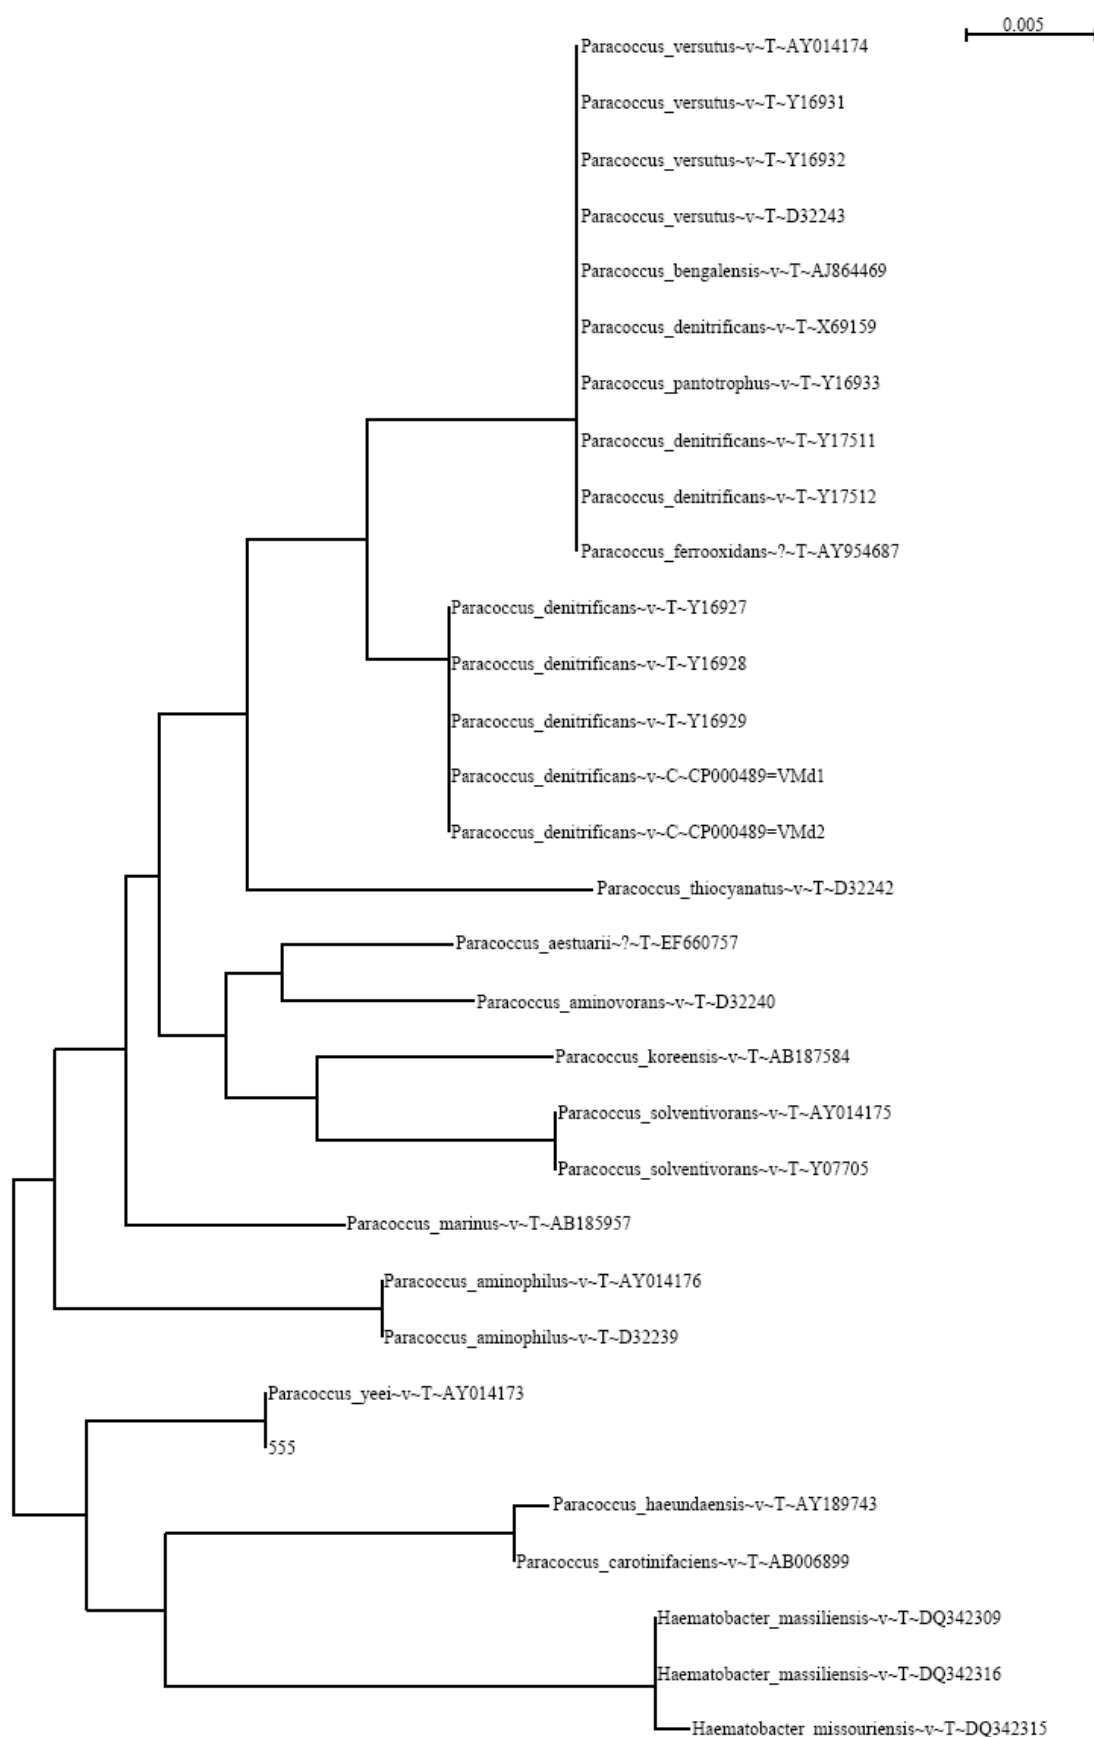 0.005
Paracoccus_versutus~v~T~AY014174
Paracoccus_versutus~v~T~Y16931
Paracoccus_versutus~v~T~Y16932
Paracoccus_versutus~v~T~D32243
Paracoccus_bengalensis~v~T~AJ864469
Paracoccus_denitrificans~v~T~X69159
Paracoccus_pantotrophus~v~T~Y16933
Paracoccus_denitrificans~v~T~Y17511
Paracoccus_denitrificans~v~T~Y17512
Paracoccus_ferrooxidans~?~T~AY954687
Paracoccus_denitrificans~v~T~Y16927
Paracoccus_denitrificans~v~T~Y16928
Paracoccus_denitrificans~v~T~Y16929
Paracoccus_denitrificans~v~C~CP000489=VMd1
Paracoccus_denitrificans~v~C~CP000489=VMd2
Paracoccus_thiocyanatus~v~T~D32242
Paracoccus_aestuarii~?~T~EF660757
Paracoccus_aminovorans~v~T~D32240
Paracoccus_koreensis~v~T~AB187584
Paracoccus_solventivorans~v~T~AY014175
Paracoccus_solventivorans~v~T~Y07705
Paracoccus_marinus~v~T~AB185957
Paracoccus_aminophilus~v~T~AY014176
Paracoccus_aminophilus~v~T~D32239
Paracoccus_yeei~v~T~AY014173
555
Paracoccus_haeundaensis~v~T~AY189743
Paracoccus_carotinifaciens~v~T~AB006899
Haematobacter_massiliensis~v~T~DQ342309
Haematobacter_massiliensis~v~T~DQ342316
Haematobacter_missouriensis~v~T~DQ342315